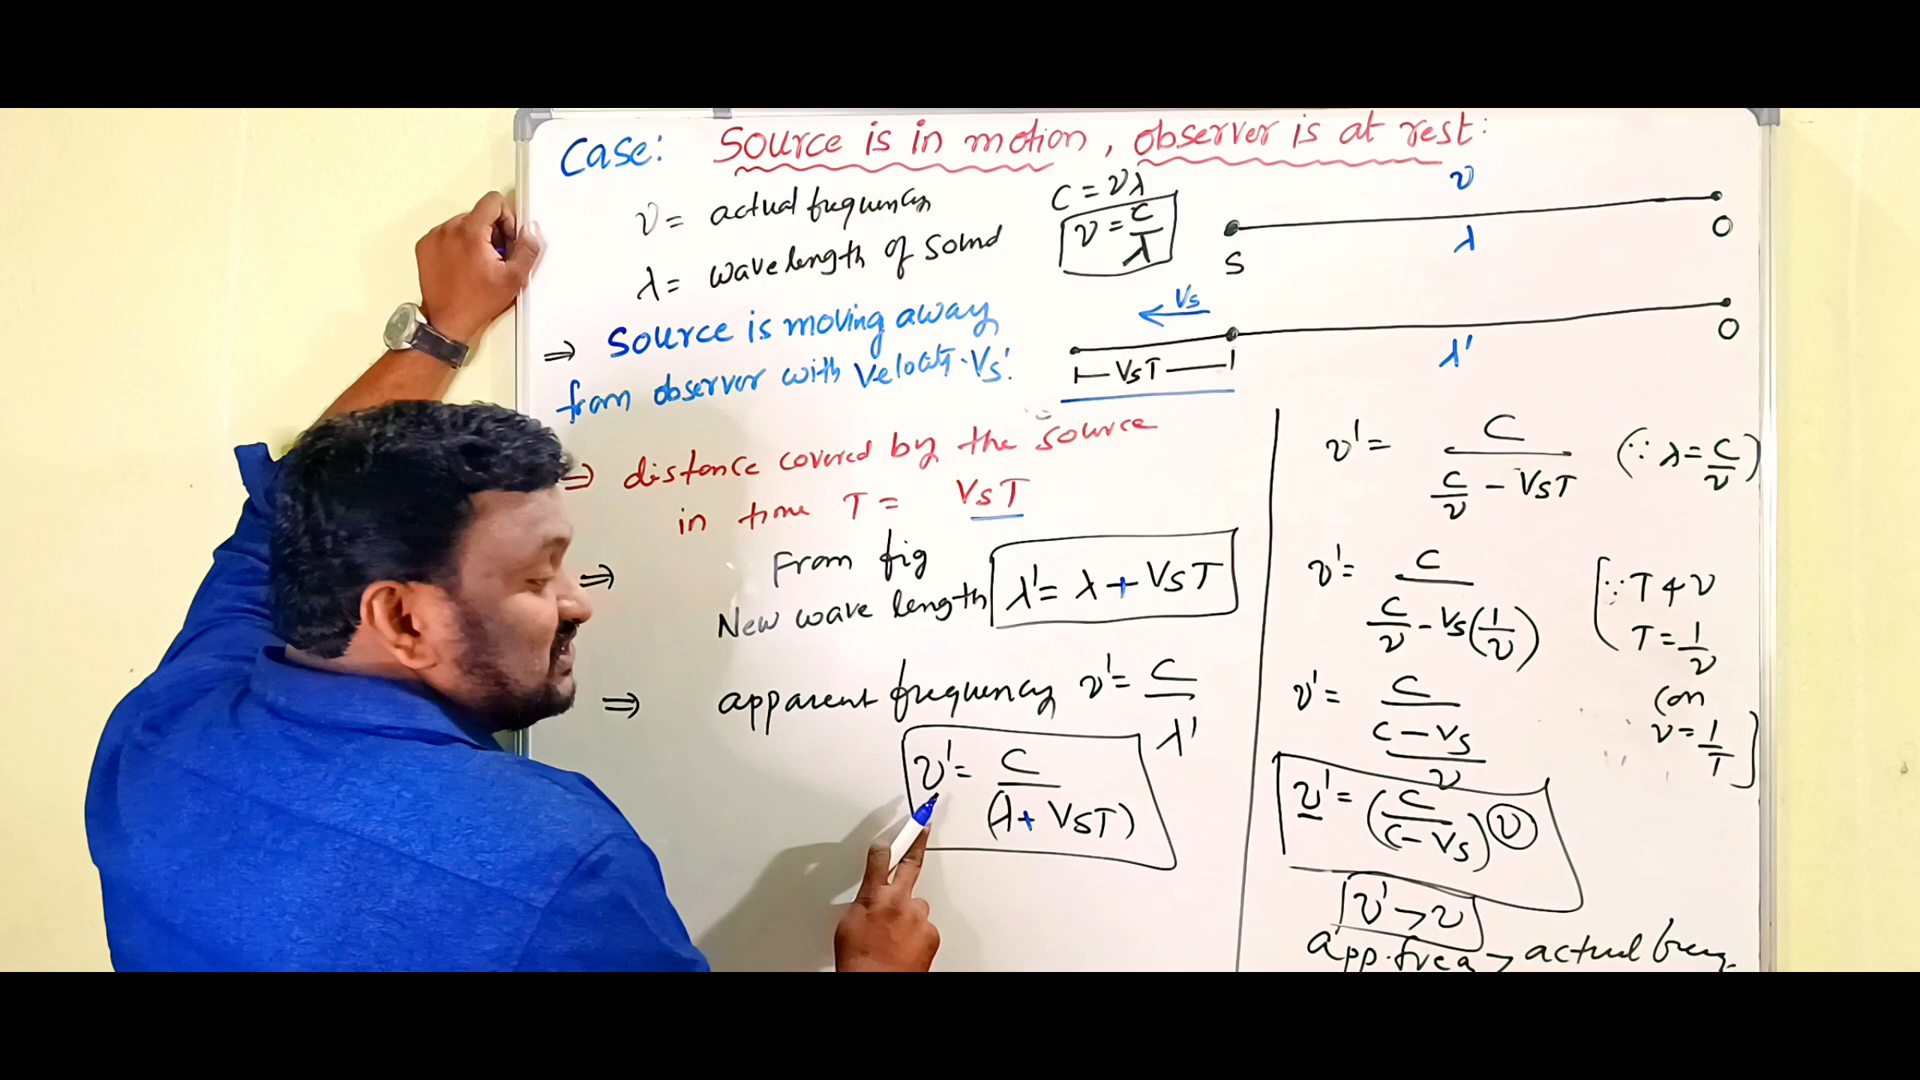 Case: Source is in motion, observer is at rest:
ν = actual frequency
λ = wavelength of sound
C = νλ
ν = C/λ
ν
S λ O
⇒ Source is moving away
from observer with velocity 'Vs'.
Vs
VsT
λ' O
⇒ distance covered by the source
in time T = VsT
⇒ From fig
New wave length λ' = λ + VsT
⇒ apparent frequency ν' = C/λ'
ν' = C/(λ + VsT)
ν' = C/(C/ν - VsT) (∵ λ = C/ν)
ν' = C/(C/ν - Vs(1/ν)) [∵ T & ν
T = 1/ν
(or)
ν = 1/T]
ν' = C/((C - Vs)/ν)
ν' = (C/(C - Vs)) ν
ν' > ν
app. freq > actual freq